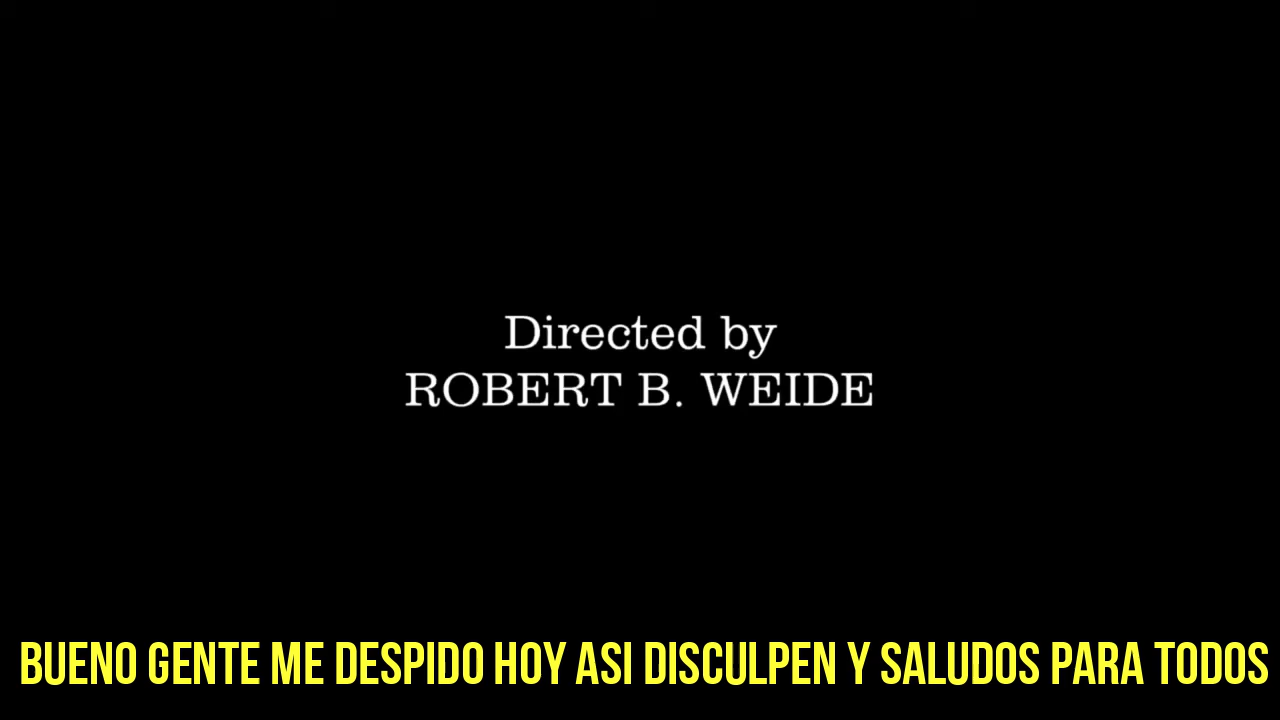 Directed by
ROBERT B. WEIDE
BUENO GENTE ME DESPIDO HOY ASI DISCULPEN Y SALUDOS PARA TODOS